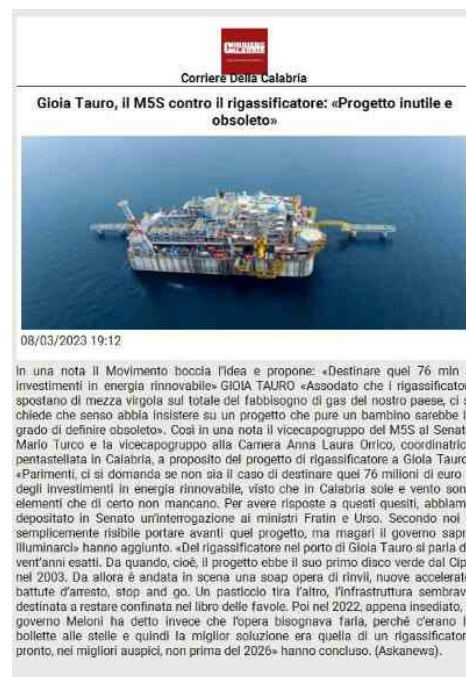 CORRIERE
CALABRIA
Corriere Della Calabria
Gioia Tauro, il M5S contro il rigassificatore: «Progetto inutile e
obsoleto»
08/03/2023 19:12
In una nota il Movimento boccia l'idea e propone: «Destinare quei 76 mln
investimenti in energia rinnovabile» GIOIA TAURO «Assodato che i rigassificator
spostano di mezza virgola sul totale del fabbisogno di gas del nostro paese, ci s
chiede che senso abbia insistere su un progetto che pure un bambino sarebbe i
grado di definire obsoleto». Così in una nota il vicecapogruppo del M5S al Senat
Mario Turco e la vicecapogruppo alla Camera Anna Laura Orrico, coordinatric
pentastellata in Calabria, a proposito del progetto di rigassificatore a Gioia Tauro
«Parimenti, ci si domanda se non sia il caso di destinare quei 76 milioni di euro
degli investimenti in energia rinnovabile, visto che in Calabria sole e vento son
elementi che di certo non mancano. Per avere risposte a questi quesiti, abbiam
depositato in Senato un'interrogazione ai ministri Fratin e Urso. Secondo noi
semplicemente risibile portare avanti quel progetto, ma magari il governo sapr
illuminarci» hanno aggiunto. «Del rigassificatore nel porto di Gioia Tauro si parla d
vent'anni esatti. Da quando, cioè, il progetto ebbe il suo primo disco verde dal Cip
nel 2003. Da allora è andata in scena una soap opera di rinvii, nuove accelerat
battute d'arresto, stop and go. Un pasticcio tira l'altro, l'infrastruttura sembrav
destinata a restare confinata nel libro delle favole. Poi nel 2022, appena insediato,
governo Meloni ha detto invece che l'opera bisognava farla, perché c'erano l
bollette alle stelle e quindi la miglior soluzione era quella di un rigassificator
pronto, nei migliori auspici, non prima del 2026» hanno concluso. (Askanews).